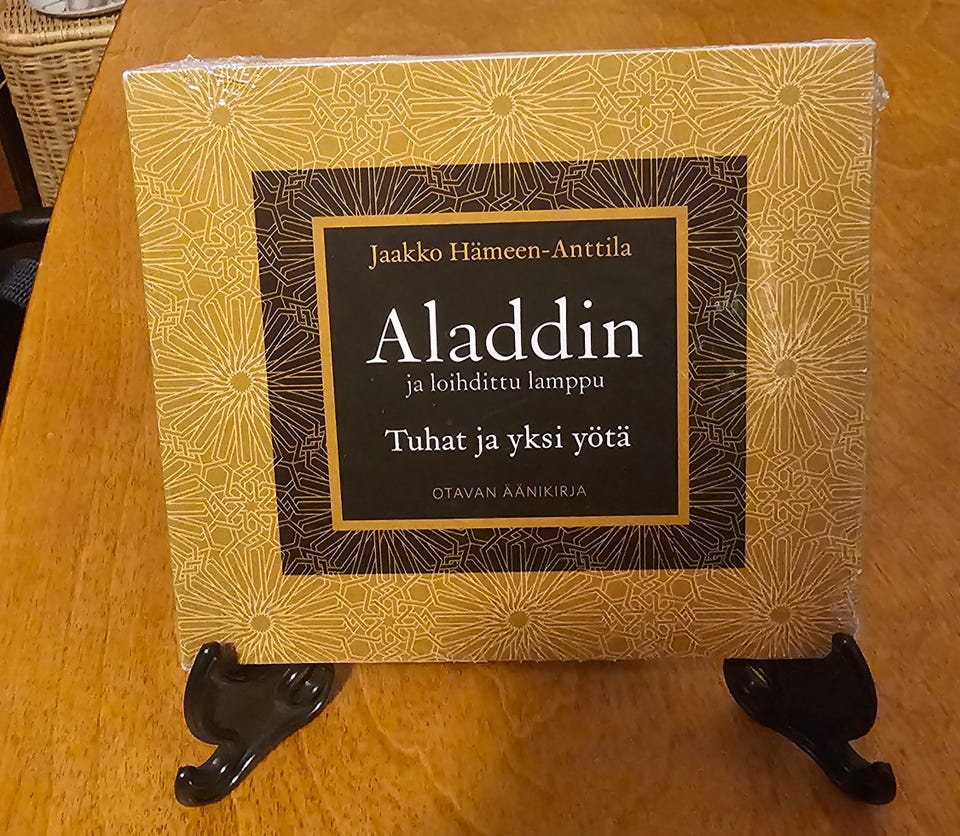 Jaakko Hämeen-Anttila
Aladdin
ja loihdittu lamppu
Tuhat ja yksi yötä
OTAVAN ÄÄNIKIRJA